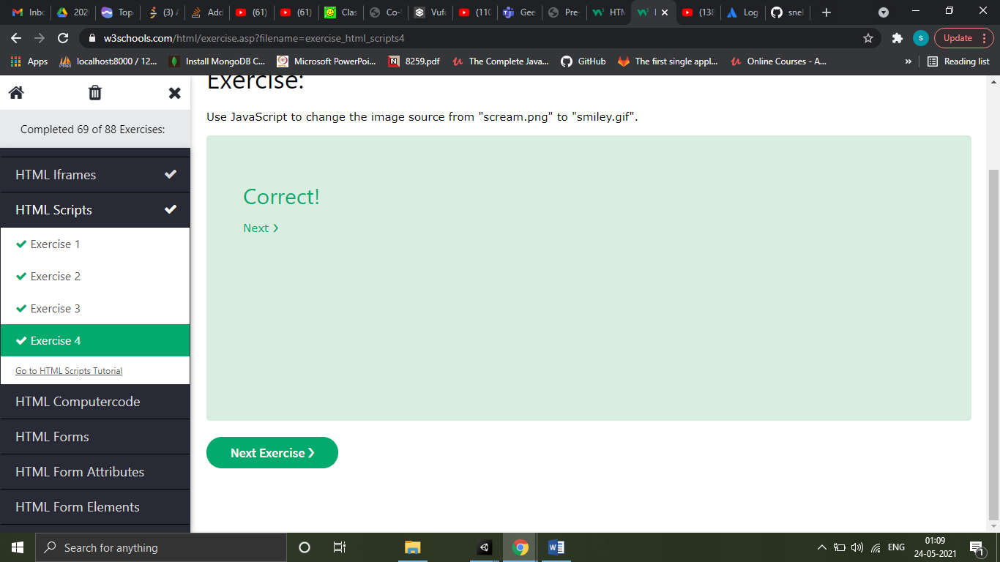 Inbo
202
Top
(3) A
Add
(61)
(61)
Clas
Co-
Vufo
(110
Gee
Pre-
HTM
(138
Log
snel
w3schools.com/html/exercise.asp?filename=exercise_html_scripts4
S
Update
Apps
localhost:8000 / 12...
Install MongoDB C...
Microsoft PowerPoi...
8259.pdf
The Complete Java...
GitHub
The first single appl...
Online Courses - A...
»
Reading list
Completed 69 of 88 Exercises:
HTML Iframes
HTML Scripts
Exercise 1
Exercise 2
Exercise 3
Exercise 4
Go to HTML Scripts Tutorial
HTML Computercode
HTML Forms
HTML Form Attributes
HTML Form Elements
Exercise:
Use JavaScript to change the image source from "scream.png" to "smiley.gif".
Correct!
Next ❯
Next Exercise ❯
Search for anything
ENG
01:09
24-05-2021
1